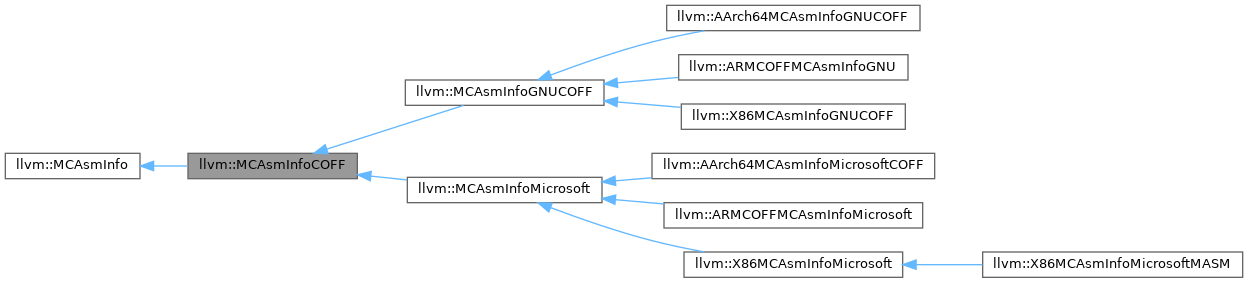 llvm::AArch64MCAsmInfoGNUCOFF
llvm::ARMCOFFMCAsmInfoGNU
llvm::MCAsmInfoGNUCOFF
llvm::X86MCAsmInfoGNUCOFF
llvm::MCAsmInfo
llvm::MCAsmInfoCOFF
llvm::AArch64MCAsmInfoMicrosoftCOFF
llvm::MCAsmInfoMicrosoft
llvm::ARMCOFFMCAsmInfoMicrosoft
llvm::X86MCAsmInfoMicrosoft
llvm::X86MCAsmInfoMicrosoftMASM